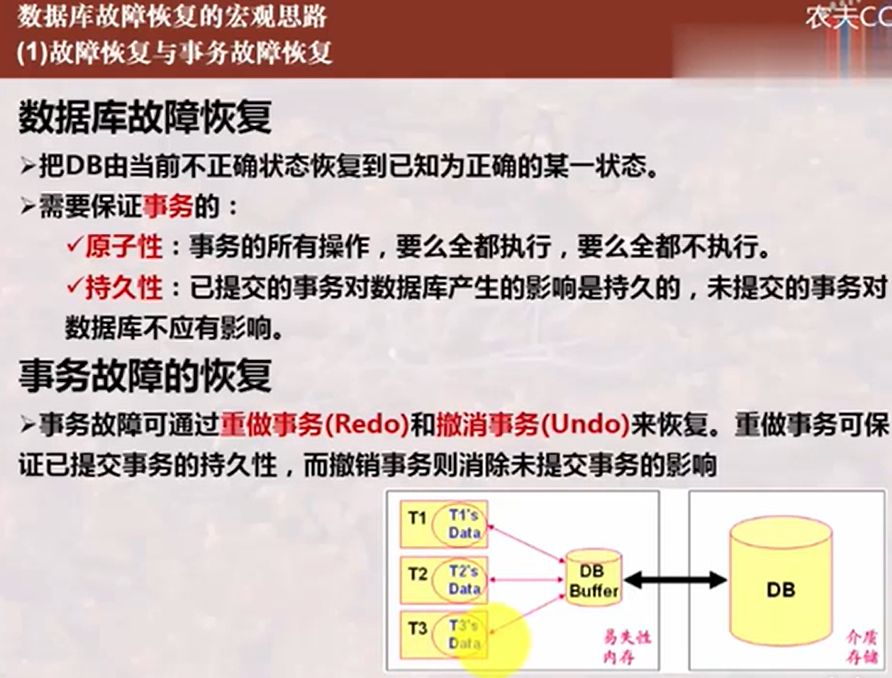 数据库故障恢复的宏观思路
农夫CC
(1)故障恢复与事务故障恢复
数据库故障恢复
➢把DB由当前不正确状态恢复到已知为正确的某一状态。
➢需要保证事务的：
✓原子性：事务的所有操作，要么全都执行，要么全都不执行。
✓持久性：已提交的事务对数据库产生的影响是持久的，未提交的事务对
数据库不应有影响。
事务故障的恢复
➢事务故障可通过重做事务(Redo)和撤消事务(Undo)来恢复。重做事务可保
证已提交事务的持久性，而撤销事务则消除未提交事务的影响
T1
T1's
Data
T2
T2's
Data
T3
T3's
Data
DB
Buffer
易失性
内存
DB
介质
存储